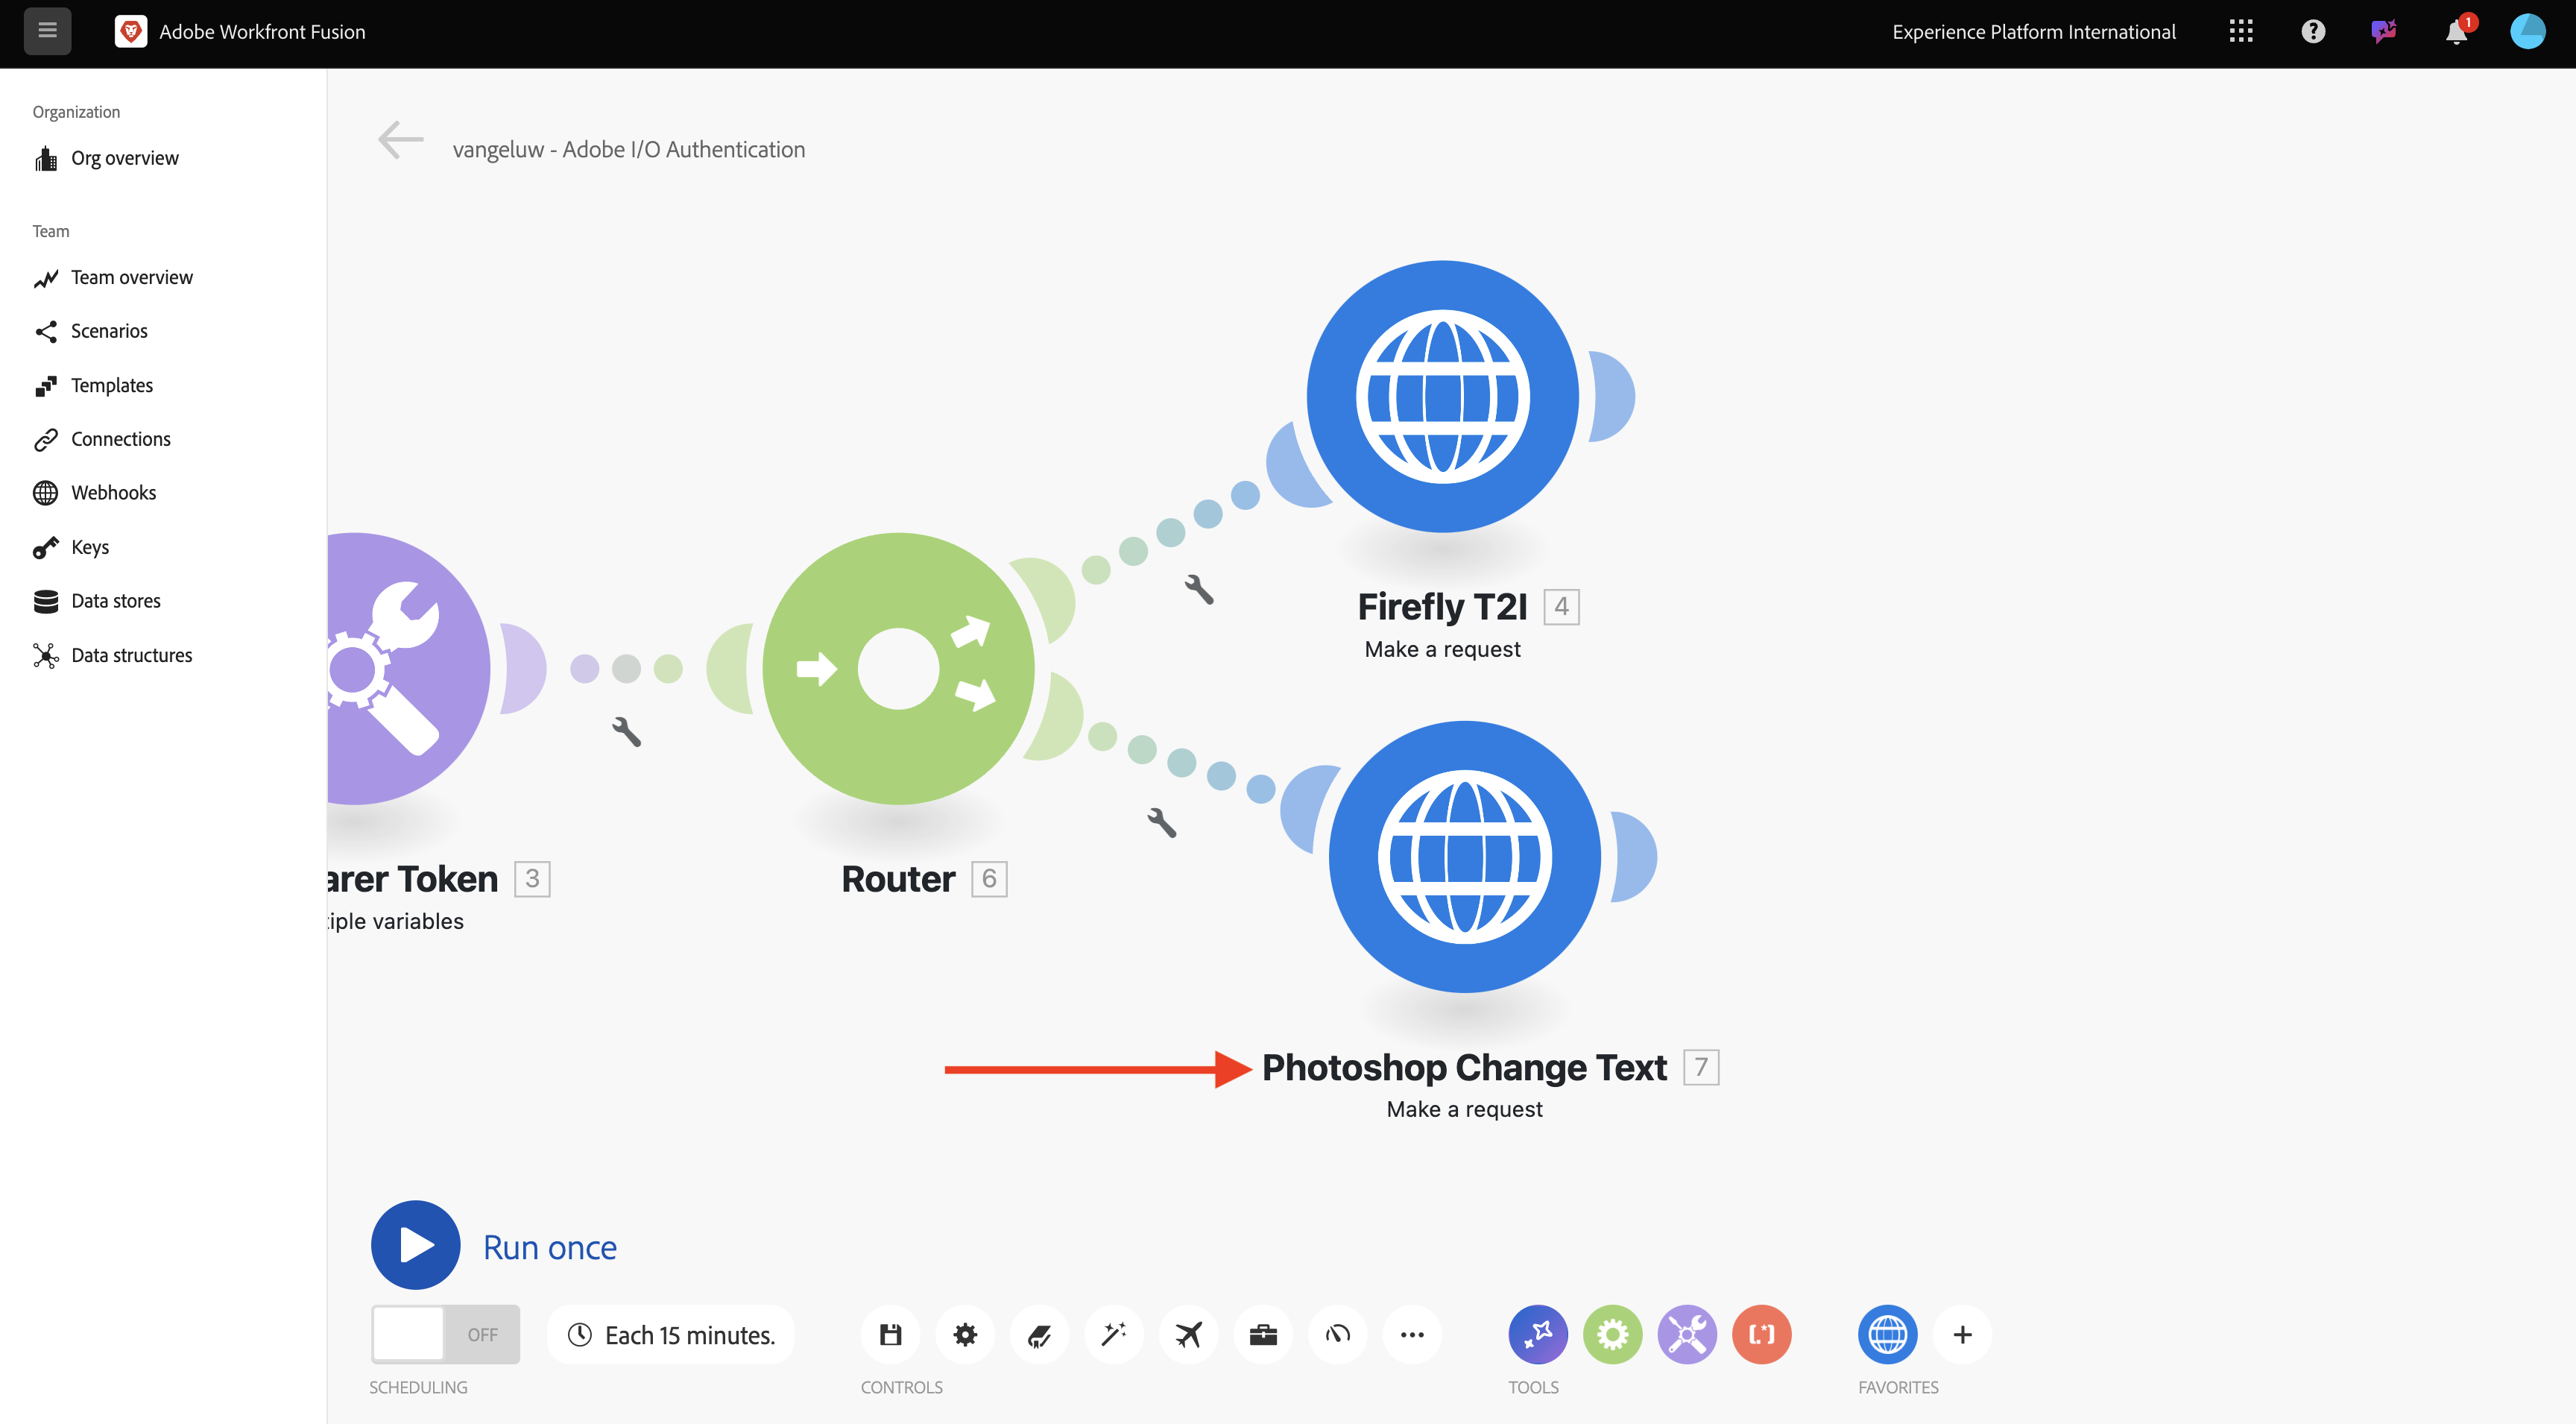 Adobe Workfront Fusion
Experience Platform International
1
Organization
Org overview
Team
Team overview
Scenarios
Templates
Connections
Webhooks
Keys
Data stores
Data structures
vangeluw - Adobe I/O Authentication
Firefly T2I 4
Make a request
arer Token 3
iple variables
Router 6
Photoshop Change Text 7
Make a request
Run once
OFF
Each 15 minutes.
SCHEDULING
CONTROLS
TOOLS
FAVORITES